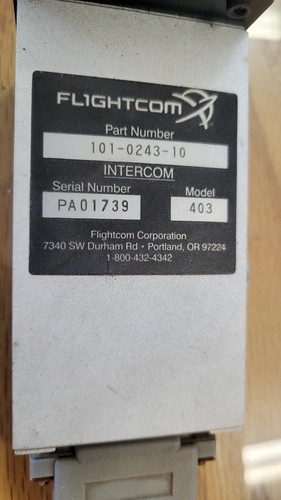 FLIGHTCOM
Part Number
101-0243-10
INTERCOM
Serial Number Model
PA01739 403
Flightcom Corporation
7340 SW Durham Rd • Portland, OR 97224
1-800-432-4342